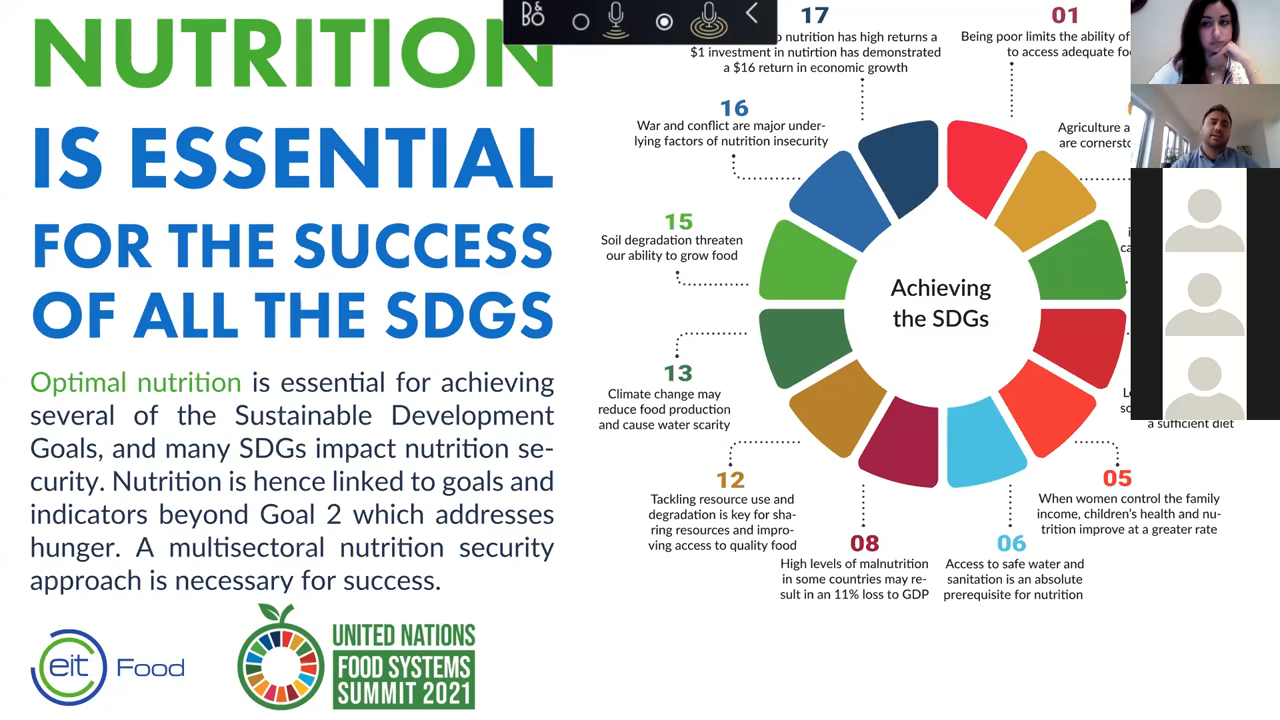 NUTRITION
IS ESSENTIAL
FOR THE SUCCESS
OF ALL THE SDGS
Optimal nutrition is essential for achieving
several of the Sustainable Development
Goals, and many SDGs impact nutrition se-
curity. Nutrition is hence linked to goals and
indicators beyond Goal 2 which addresses
hunger. A multisectoral nutrition security
approach is necessary for success.
eit Food
UNITED NATIONS
FOOD SYSTEMS
SUMMIT 2021
B&O
17
nutrition has high returns a
$1 investment in nutirtion has demonstrated
a $16 return in economic growth
01
Being poor limits the ability of
to access adequate
16
War and conflict are major under-
lying factors of nutrition insecurity
Agriculture
are
15
Soil degradation threaten
our ability to grow food
Achieving
the SDGs
13
Climate change may
reduce food production
and cause water scarity
a sufficient diet
12
Tackling resource use and
degradation is key for sha-
ring resources and impro-
ving access to quality food
05
When women control the family
income, children's health and nu-
trition improve at a greater rate
08
High levels of malnutrition
in some countries may re-
sult in an 11% loss to GDP
06
Access to safe water and
sanitation is an absolute
prerequisite for nutrition